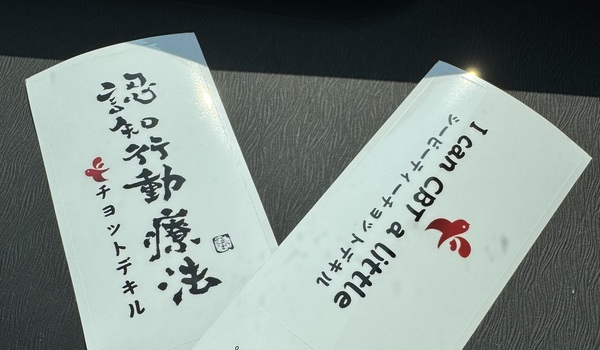 認知行動療法
チョットデキル
I can CBT a little
シービーティーチョットデキル